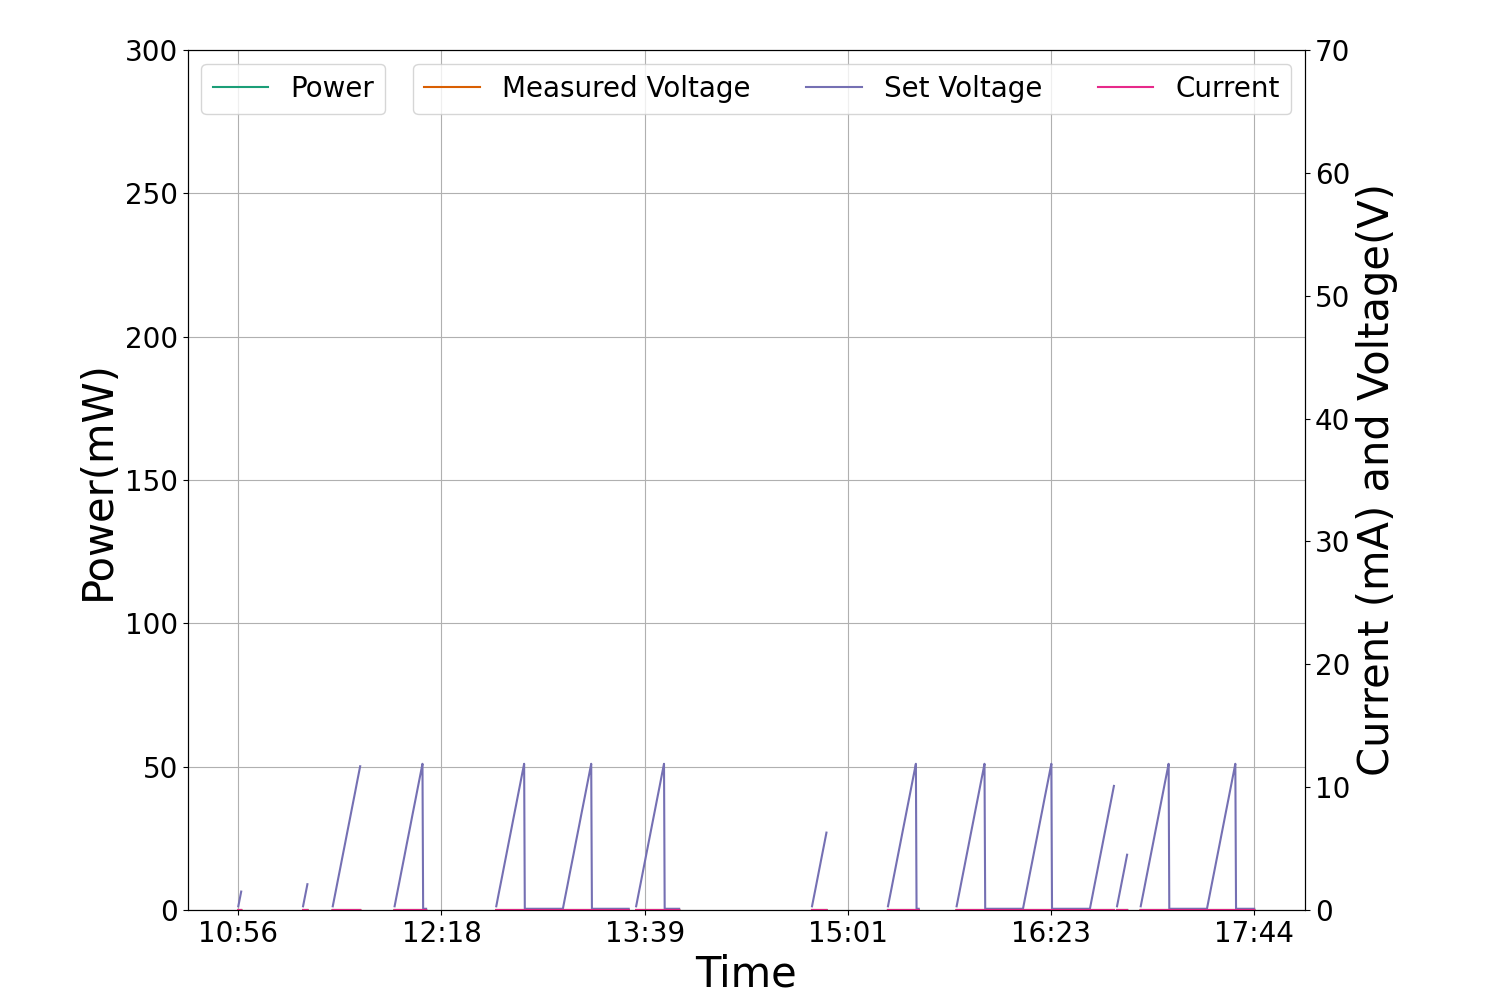 Power
Measured Voltage
Set Voltage
Current
300
250
200
150
100
50
0
Power(mW)
70
60
50
40
30
20
10
0
Current (mA) and Voltage(V)
10:56 12:18 13:39 15:01 16:23 17:44
Time